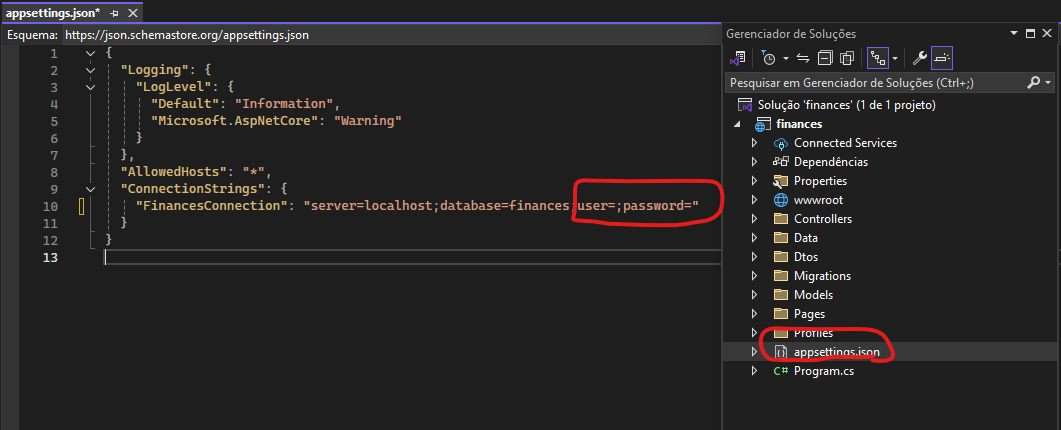 appsettings.json*
Esquema: https://json.schemastore.org/appsettings.json
1 {
2 "Logging": {
3 "LogLevel": {
4 "Default": "Information",
5 "Microsoft.AspNetCore": "Warning"
6 }
7 },
8 "AllowedHosts": "*",
9 "ConnectionStrings": {
10 "FinancesConnection": "server=localhost;database=finances;user=;password="
11 }
12 }
13
Gerenciador de Soluções
Pesquisar em Gerenciador de Soluções (Ctrl+;)
Solução 'finances' (1 de 1 projeto)
finances
Connected Services
Dependências
Properties
wwwroot
Controllers
Data
Dtos
Migrations
Models
Pages
Profiles
appsettings.json
C# Program.cs